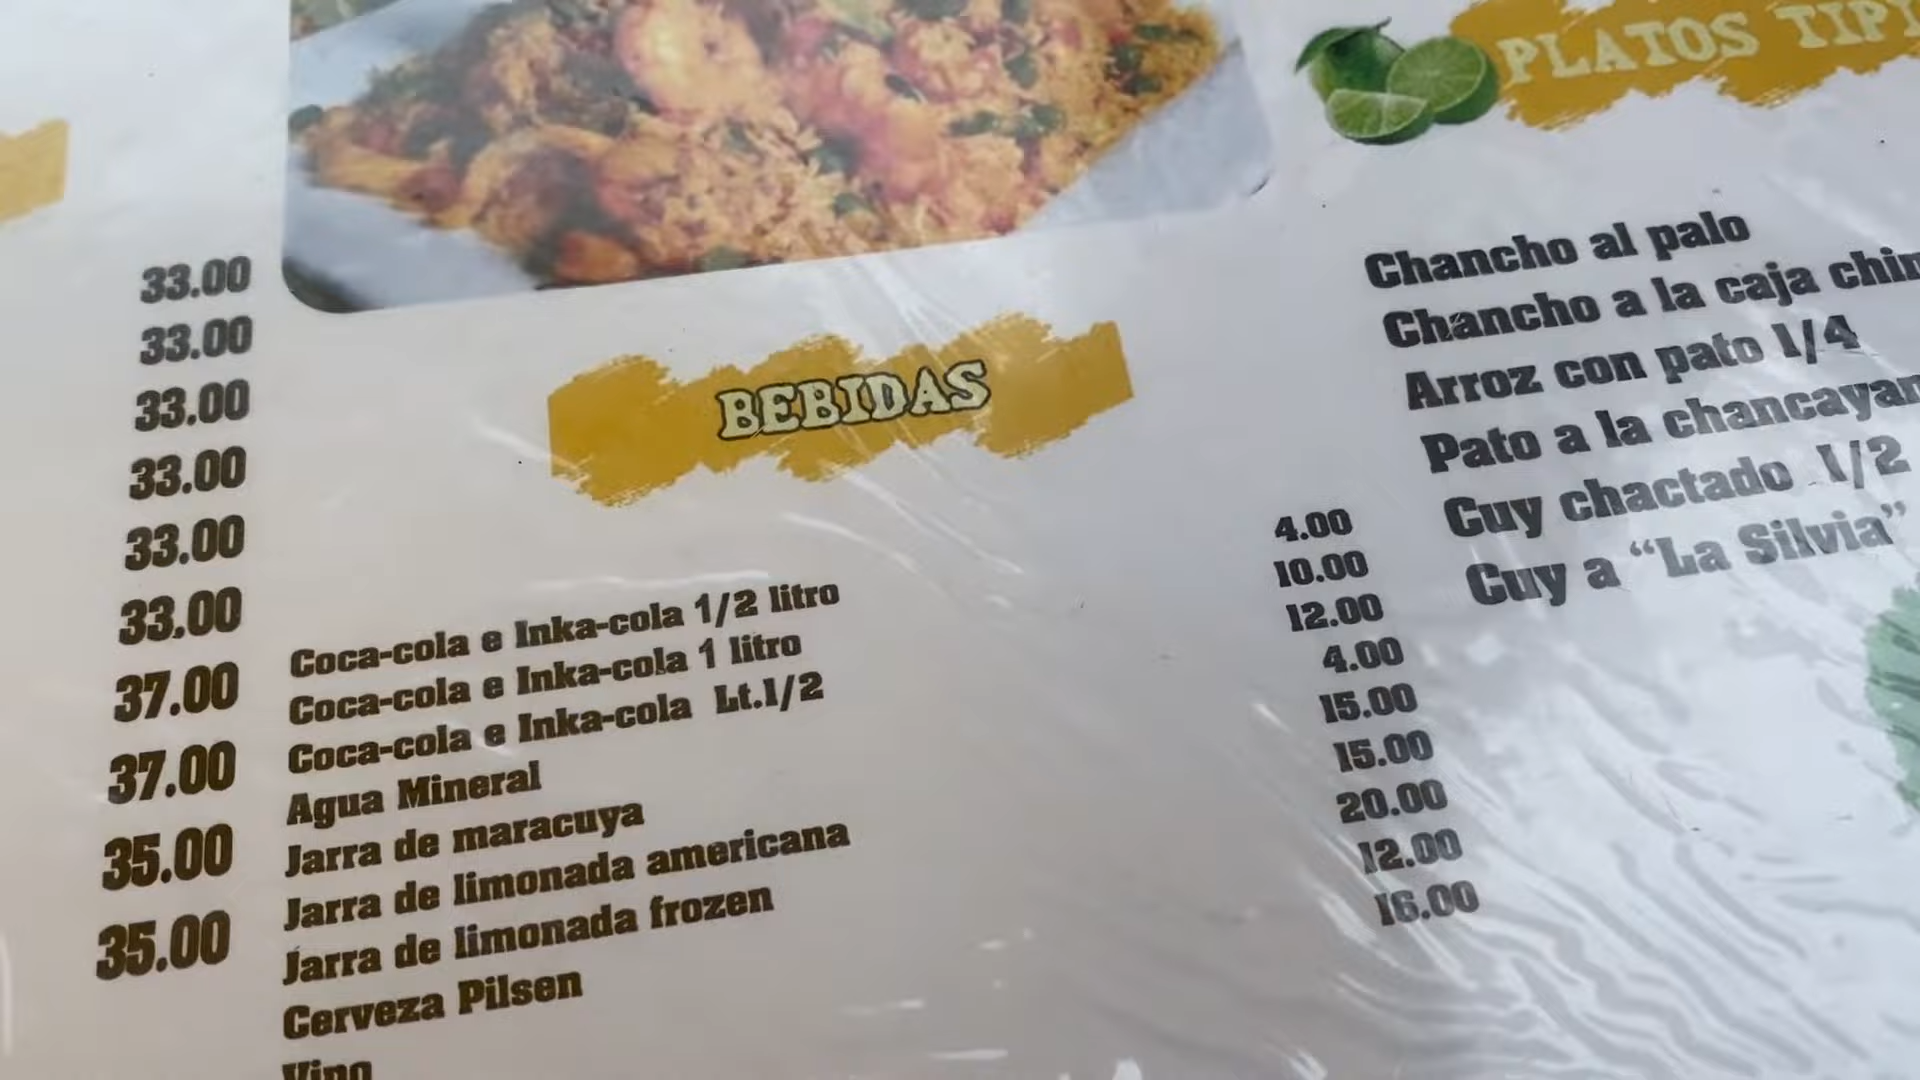 33.00
33.00
33.00
33.00
33.00
33.00
37.00
37.00
35.00
35.00
BEBIDAS
Coca-cola e Inka-cola 1/2 litro 4.00
Coca-cola e Inka-cola 1 litro 10.00
Coca-cola e Inka-cola Lt.1/2 12.00
Agua Mineral 4.00
Jarra de maracuya 15.00
Jarra de limonada americana 15.00
Jarra de limonada frozen 20.00
Cerveza Pilsen 12.00
Vino 16.00
PLATOS
Chancho al palo
Chancho a la caja
Arroz con pato 1/4
Pato a la
Cuy chactado 1/2
Cuy a “La Silvia”